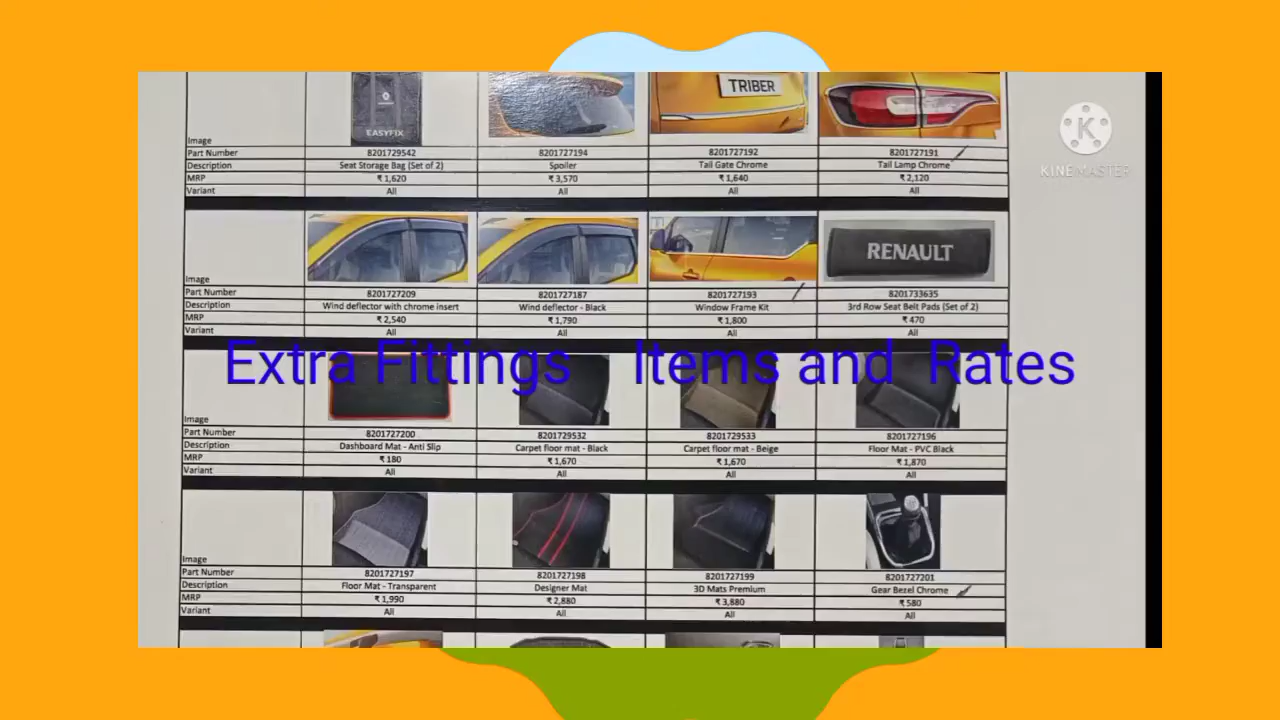 EASYFIX
TRIBER
Image
Part Number 8201729542 8201727194 8201727192 8201727191
Description Seat Storage Bag (Set of 2) Spoiler Tail Gate Chrome Tail Lamp Chrome
MRP ₹ 1,620 ₹ 3,570 ₹ 1,640 ₹ 2,120
Variant All All All All
KINEMASTER
RENAULT
Image
Part Number 8201727209 8201727187 8201727193 8201733635
Description Wind deflector with chrome insert Wind deflector - Black Window Frame Kit 3rd Row Seat Belt Pads (Set of 2)
MRP ₹ 2,540 ₹ 1,790 ₹ 1,800 ₹ 470
Variant All All All All
Extra Fittings Items and Rates
Image
Part Number 8201727200 8201729532 8201729533 8201727196
Description Dashboard Mat - Anti Slip Carpet floor mat - Black Carpet floor mat - Beige Floor Mat - PVC Black
MRP ₹ 180 ₹ 1,670 ₹ 1,670 ₹ 1,870
Variant All All All All
Image
Part Number 8201727197 8201727198 8201727199 8201727201
Description Floor Mat - Transparent Designer Mat 3D Mats Premium Gear Bezel Chrome
MRP ₹ 1,990 ₹ 2,880 ₹ 3,880 ₹ 580
Variant All All All All